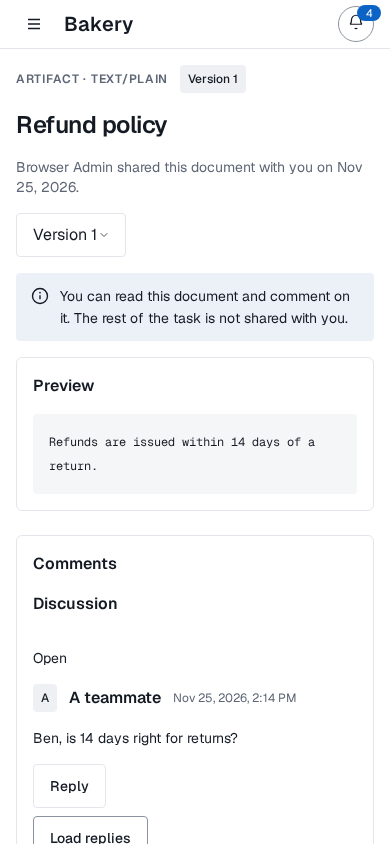 Bakery
4
ARTIFACT · TEXT/PLAIN
Version 1
Refund policy
Browser Admin shared this document with you on Nov
25, 2026.
Version 1
You can read this document and comment on
it. The rest of the task is not shared with you.
Preview
Refunds are issued within 14 days of a
return.
Comments
Discussion
Open
A
A teammate
Nov 25, 2026, 2:14 PM
Ben, is 14 days right for returns?
Reply
Load replies